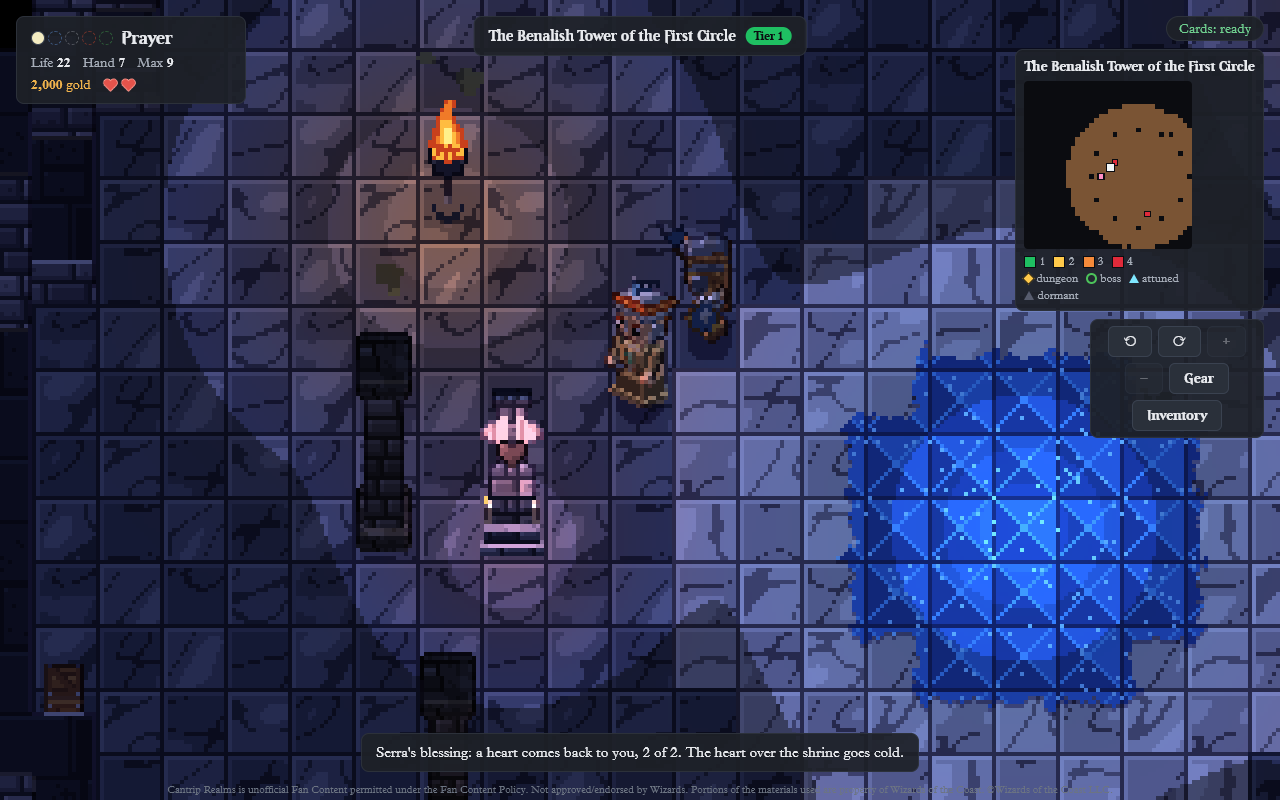 Prayer
Life 22 Hand 7 Max 9
2,000 gold
The Benalish Tower of the First Circle Tier 1
Cards: ready
The Benalish Tower of the First Circle
1 2 3 4
dungeon boss attuned
dormant
+
− Gear
Inventory
Serra's blessing: a heart comes back to you, 2 of 2. The heart over the shrine goes cold.
Cantrip Realms is unofficial Fan Content permitted under the Fan Content Policy. Not approved/endorsed by Wizards. Portions of the materials used are property of Wizards of the Coast. ©Wizards of the